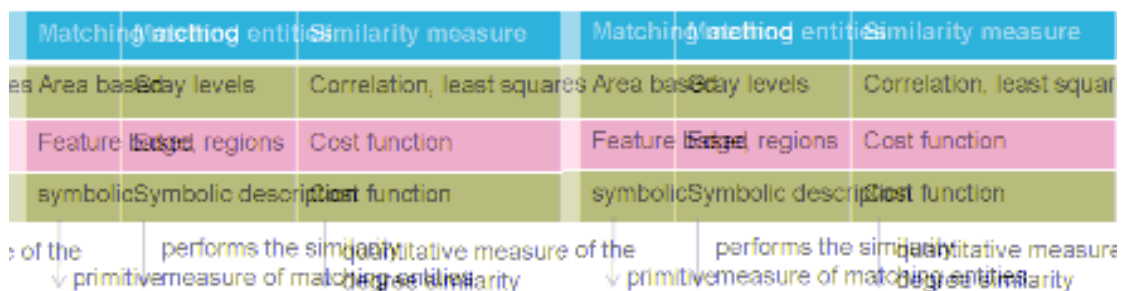 Matching method Matching entities Similarity measure Matching method Matching entities Similarity measure
es Area based Gray levels Correlation, least squares Area based Gray levels Correlation, least squar
Feature based Edges, regions Cost function Feature based Edges, regions Cost function
symbolic Symbolic description Cost function symbolic Symbolic description Cost function
e of the performs the similarity quantitative measure of the performs the similarity quantitative measure
primitive measure of matching entities degree similarity primitive measure of matching entities degree similarity